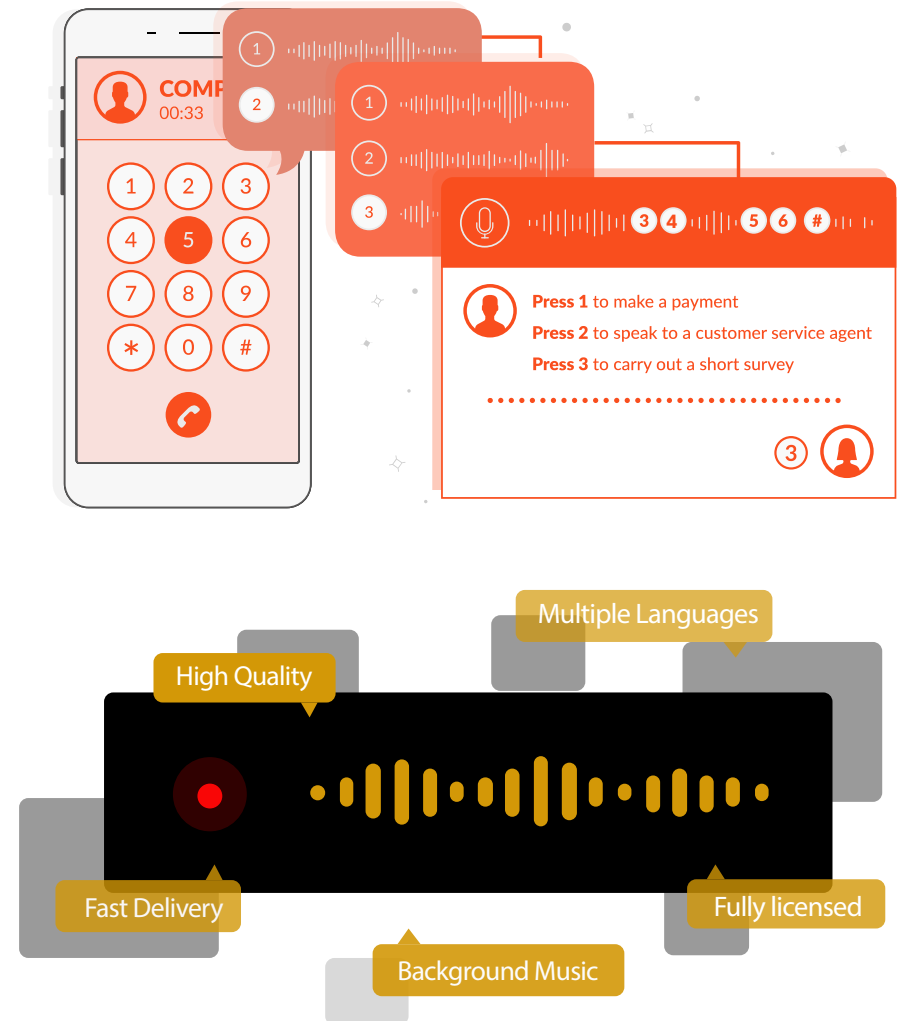 COMP
00:33
1 2 3
4 5 6
7 8 9
* 0 #
1
2
1
2
3
3 4 5 6 #
Press 1 to make a payment
Press 2 to speak to a customer service agent
Press 3 to carry out a short survey
3
Multiple Languages
High Quality
Fast Delivery
Fully licensed
Background Music